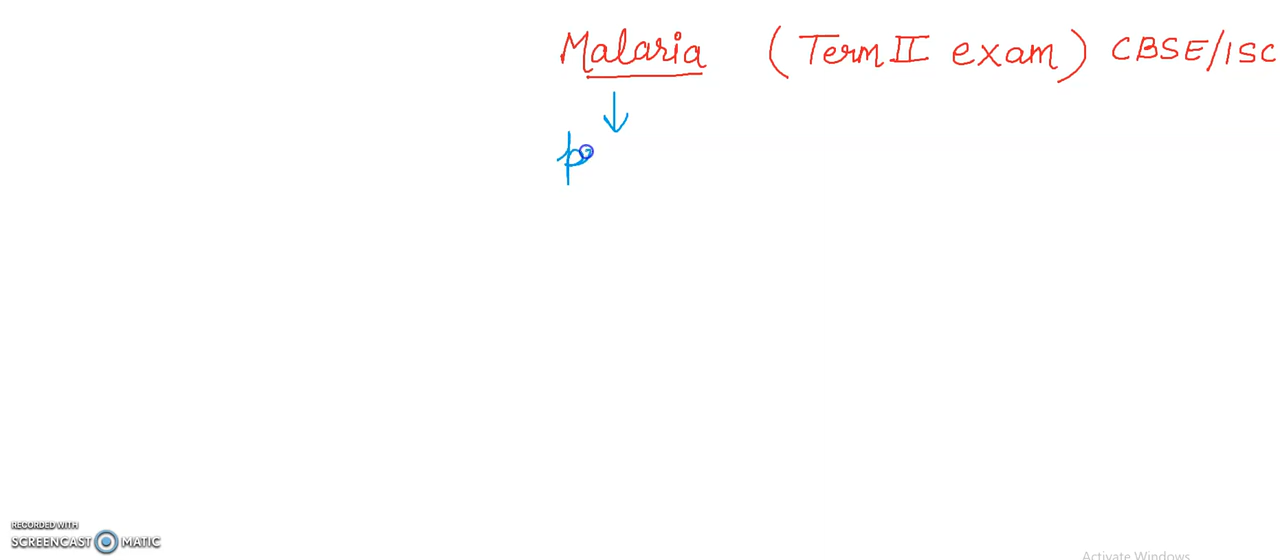 Malaria (Term II exam) CBSE/ISC
p
RECORDED WITH
SCREENCAST MATIC
Activate Windows